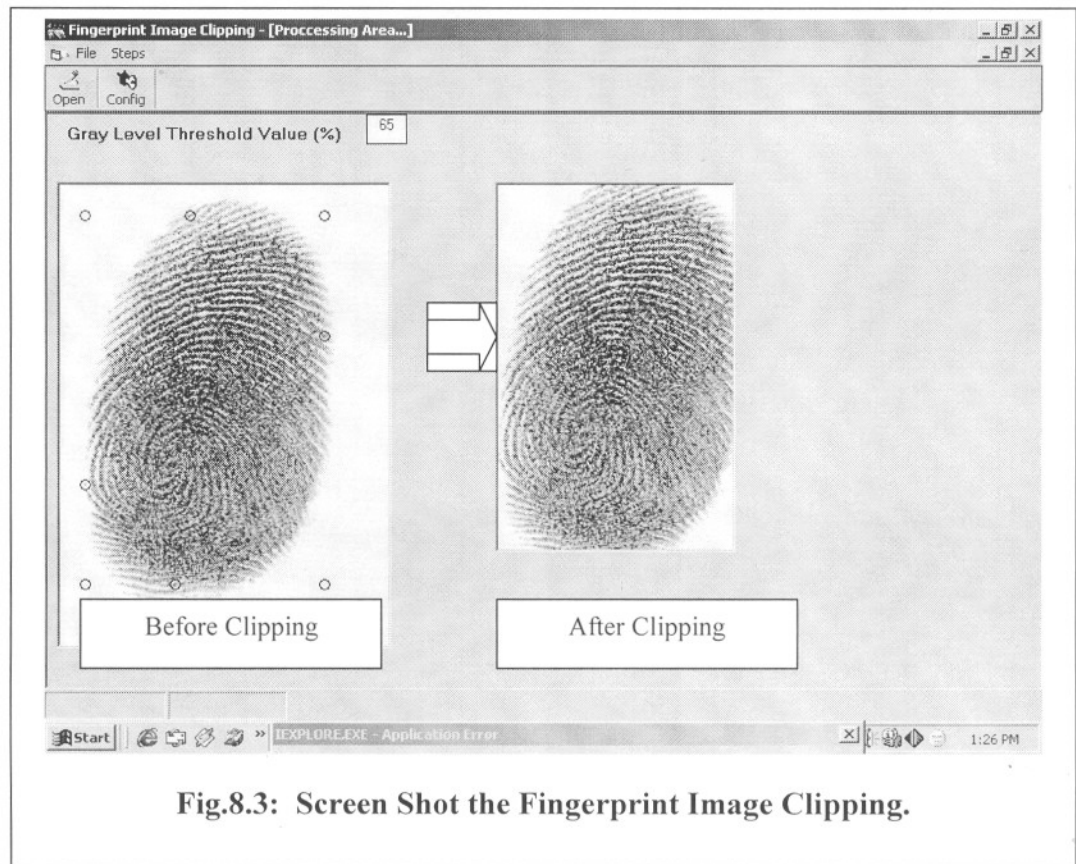 Fingerprint Image Clipping - [Proccessing Area...]
File Steps
Open Config
Gray Level Threshold Value (%) 65
Before Clipping After Clipping
Start » IEXPLORE.EXE - Application Error 1:26 PM
Fig.8.3: Screen Shot the Fingerprint Image Clipping.